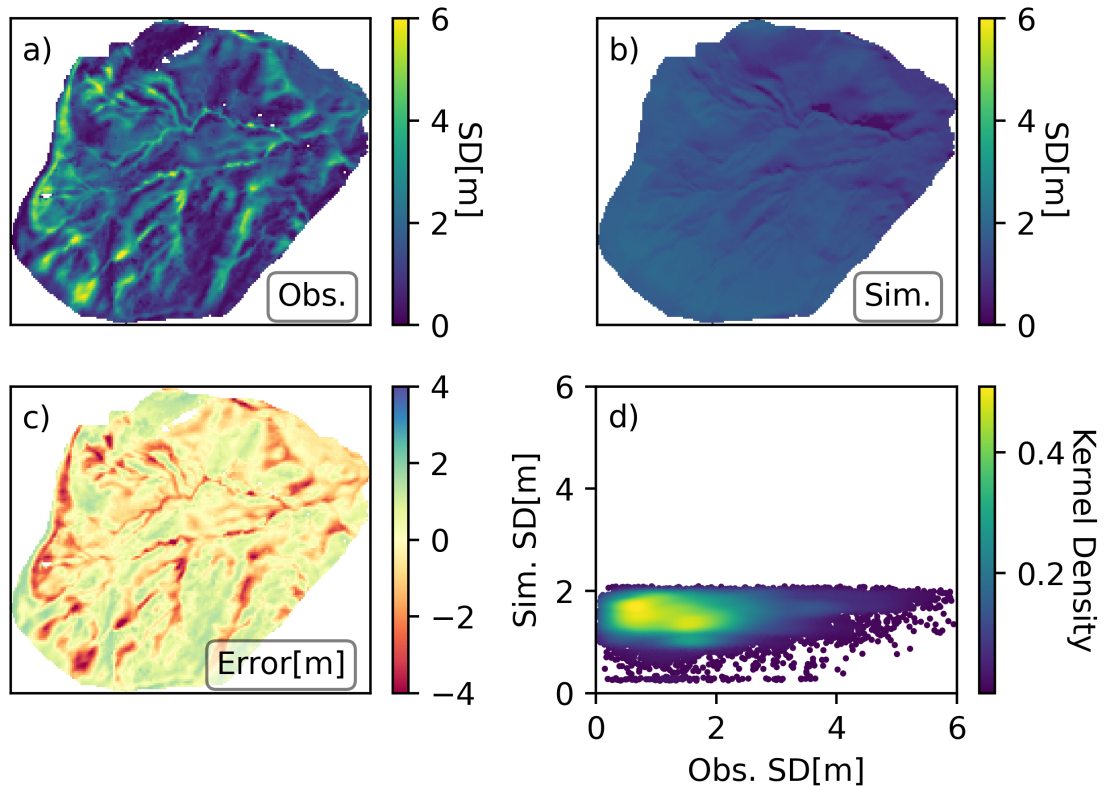 a)
Obs.
6
4
2
0
SD[m]
b)
Sim.
6
4
2
0
SD[m]
c)
Error[m]
4
2
0
−2
−4
d)
6
4
2
0
Sim. SD[m]
0 2 4 6
Obs. SD[m]
0.4
0.2
Kernel Density